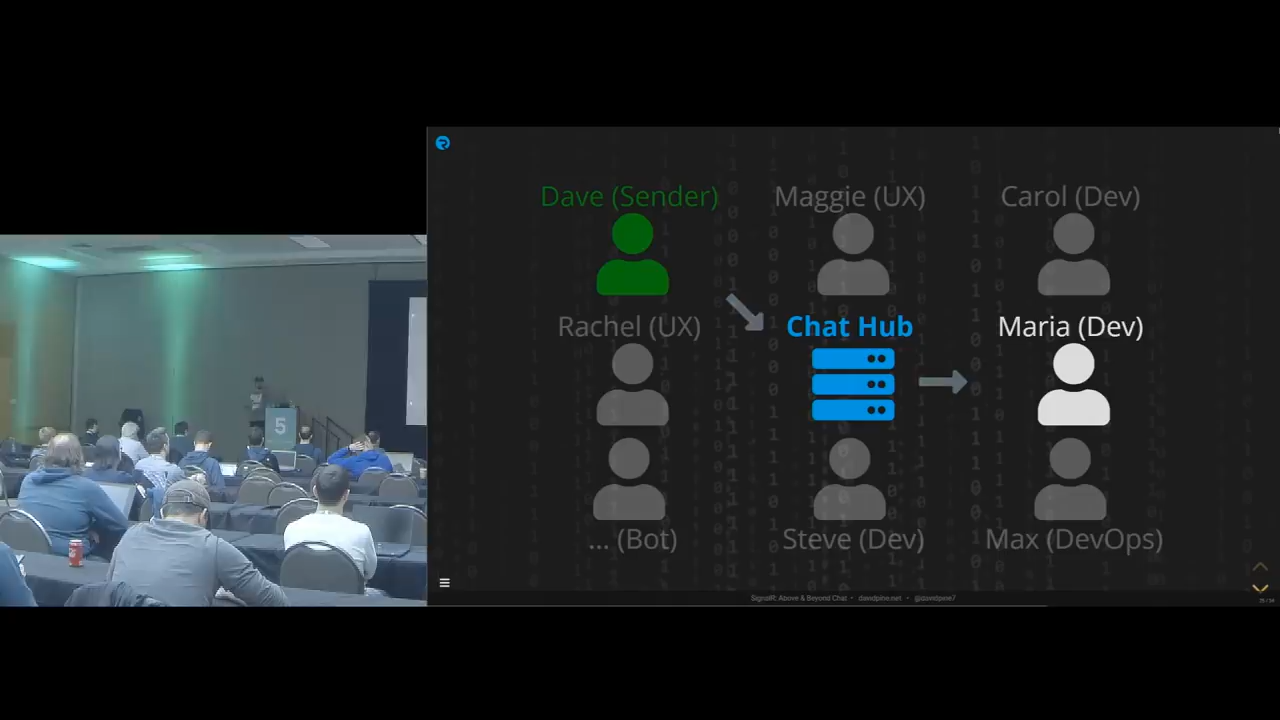 Dave (Sender)
Maggie (UX)
Carol (Dev)
Rachel (UX)
Chat Hub
Maria (Dev)
... (Bot)
Steve (Dev)
Max (DevOps)
SignalR: Above & Beyond Chat • davidpine.net • @davidpine7
5